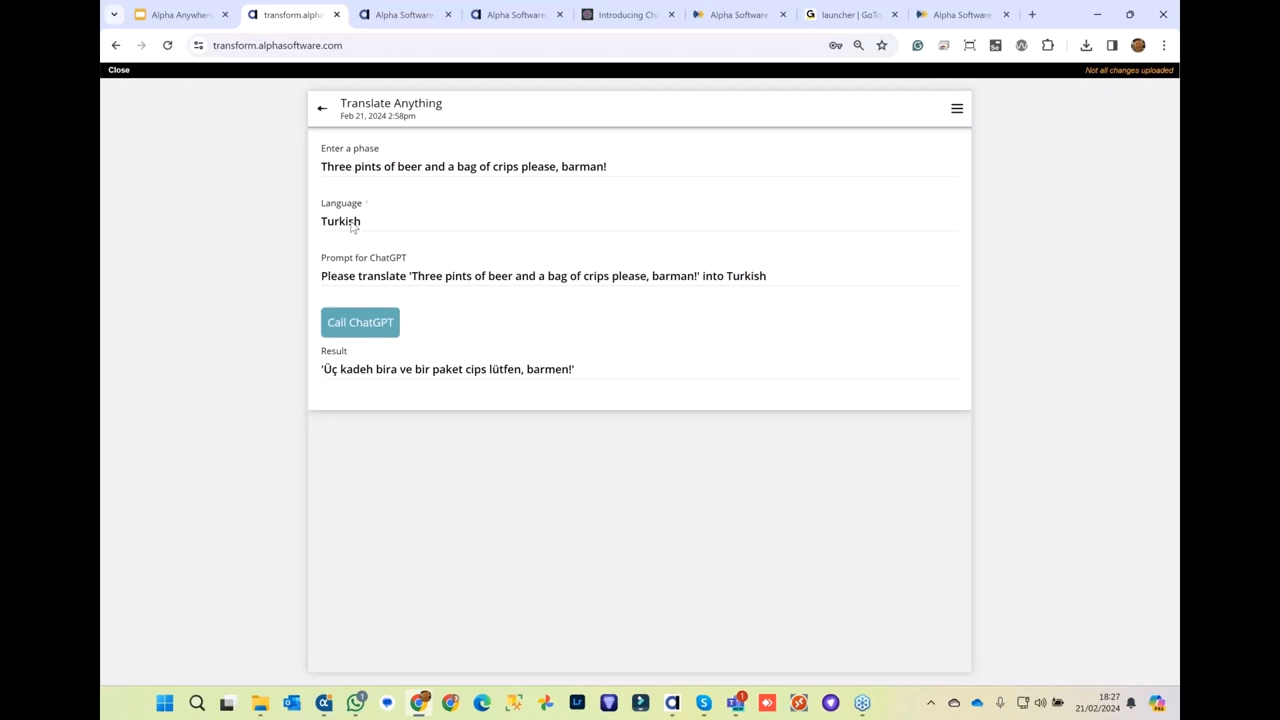 Alpha Anywher
transform.alpha
Alpha Software
Alpha Software
Introducing Cha
Alpha Software
launcher | GoTo
Alpha Software
transform.alphasoftware.com
Close
Not all changes uploaded
Translate Anything
Feb 21, 2024 2:58pm
Enter a phase
Three pints of beer and a bag of crips please, barman!
Language *
Turkish
Prompt for ChatGPT
Please translate 'Three pints of beer and a bag of crips please, barman!' into Turkish
Call ChatGPT
Result
'Üç kadeh bira ve bir paket cips lütfen, barmen!'
18:27
21/02/2024